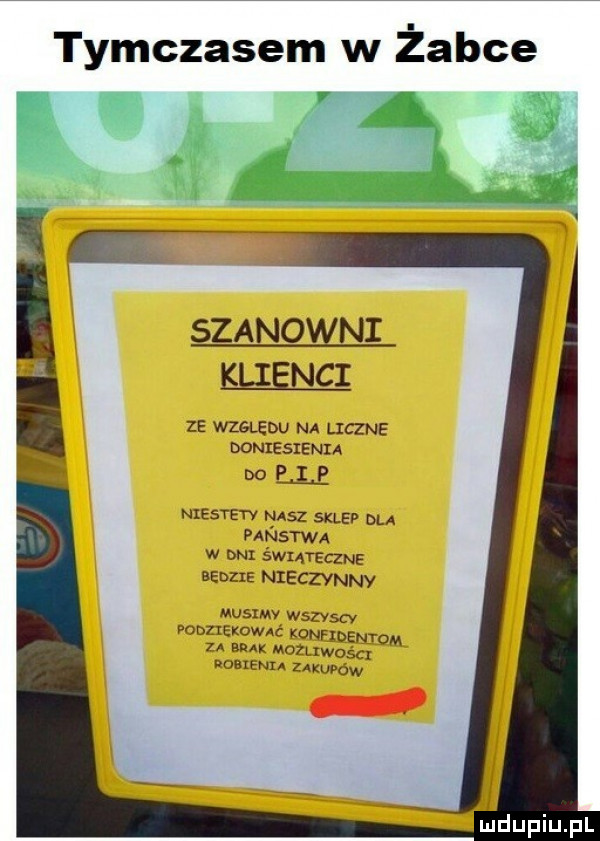 Tymczasem w Żabce
SZANOWNI
KLIENCI
ZE WZGLĘDU NA LICZNE
DONIESIENIA
DO P.I.P
NIESTETY NASZ SKLEP DLA
PAŃSTWA
W DNI ŚWIĄTECZNE
BĘDZIE NIECZYNNY
MUSIMY WSZYSCY
PODZIĘKOWAĆ KONFIDENTOM
ZA BRAK MOŻLIWOŚCI
ROBIENIA ZAKUPÓW
mdupiu.pl